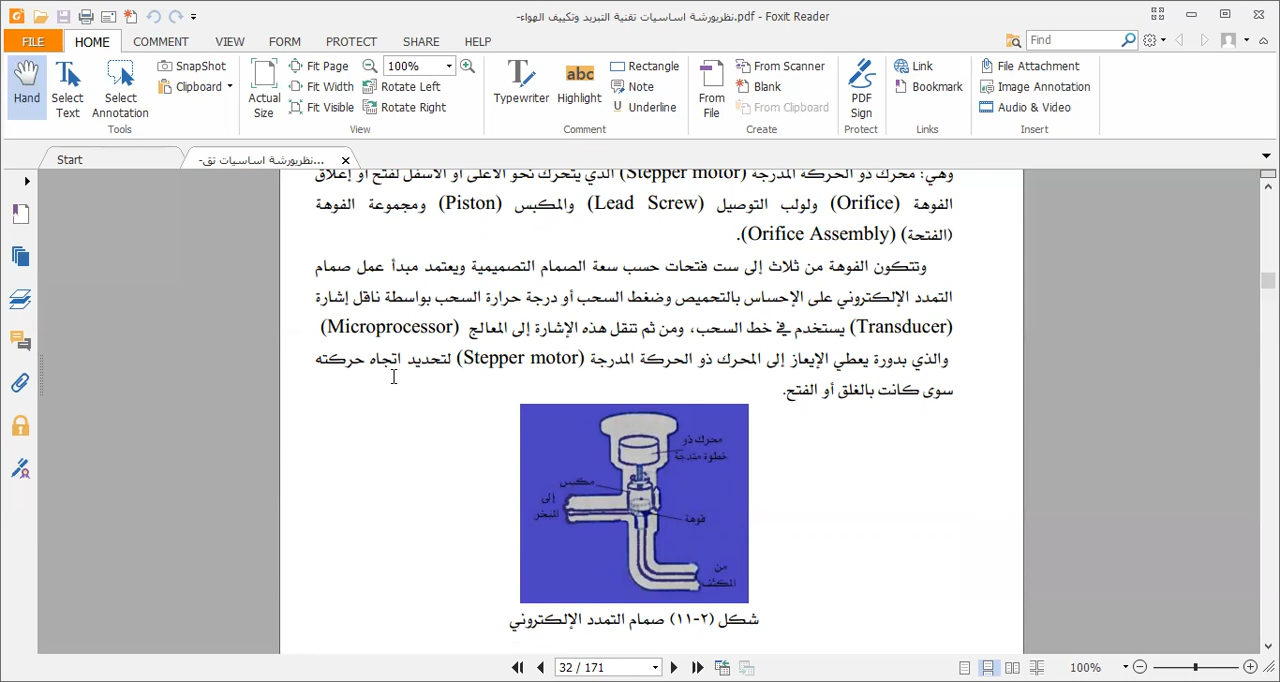 -نظريورشة اساسيات تقنية التبريد وتكييف الهواء.pdf - Foxit Reader
FILE HOME COMMENT VIEW FORM PROTECT SHARE HELP Find
SnapShot Fit Page 100% Rectangle From Scanner Link File Attachment
Clipboard Fit Width Rotate Left Note Blank Bookmark Image Annotation
Hand Select Text Select Annotation Actual Size Fit Visible Rotate Right Typewriter Highlight Underline From File From Clipboard PDF Sign Audio & Video
Tools View Comment Create Protect Links Insert
Start -نظريورشة اساسيات تق...
وهي: محرك ذو الحركة المدرجة (Stepper motor) الذي يتحرك نحو الأعلى أو الأسفل لفتح أو إغلاق
الفوهة (Orifice) ولولب التوصيل (Lead Screw) والمكبس (Piston) ومجموعة الفوهة
(الفتحة) (Orifice Assembly).
وتتكون الفوهة من ثلاث إلى ست فتحات حسب سعة الصمام التصميمية ويعتمد مبدأ عمل صمام
التمدد الإلكتروني على الإحساس بالتحميص وضغط السحب أو درجة حرارة السحب بواسطة ناقل إشارة
(Transducer) يستخدم في خط السحب، ومن ثم تنقل هذه الإشارة إلى المعالج (Microprocessor)
والذي بدورة يعطي الإيعاز إلى المحرك ذو الحركة المدرجة (Stepper motor) لتحديد اتجاه حركته
سوى كانت بالغلق أو الفتح.
محرك ذو
خطوة متدرجة
مكبس
إلى
المبخر
فوهة
من
المكثف
شكل (٢-١١) صمام التمدد الإلكتروني
32 / 171 100%